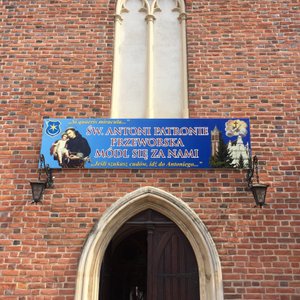 „Si quaeris miracula..."
ŚW. ANTONI PATRONIE
PRZEWORSKA
MÓDL SIĘ ZA NAMI
„Jeśli szukasz cudów, idź do Antoniego..."